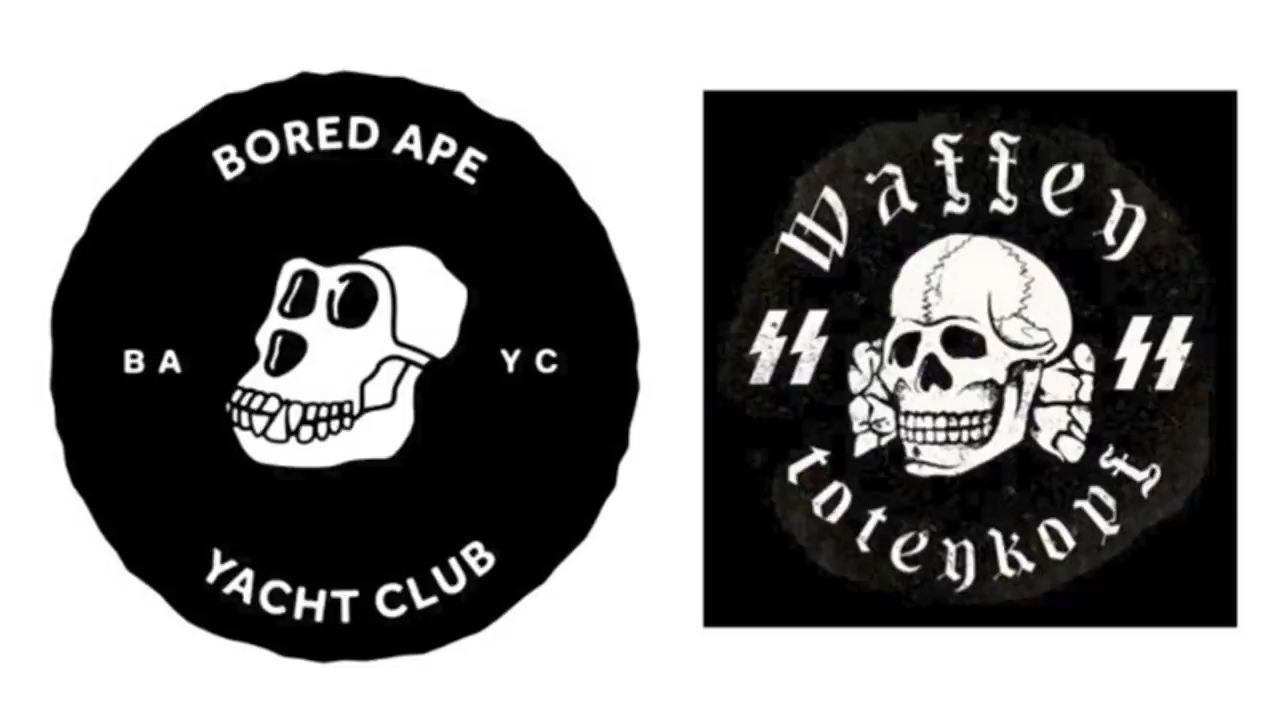 BORED APE
BA YC
YACHT CLUB
Waffen
SS SS
totenkopf